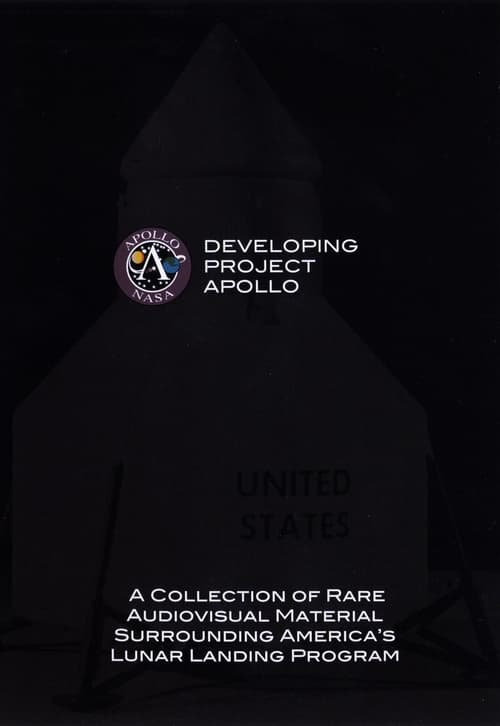 APOLLO
NASA
DEVELOPING
PROJECT
APOLLO
UNITED
STATES
A COLLECTION OF RARE
AUDIOVISUAL MATERIAL
SURROUNDING AMERICA'S
LUNAR LANDING PROGRAM